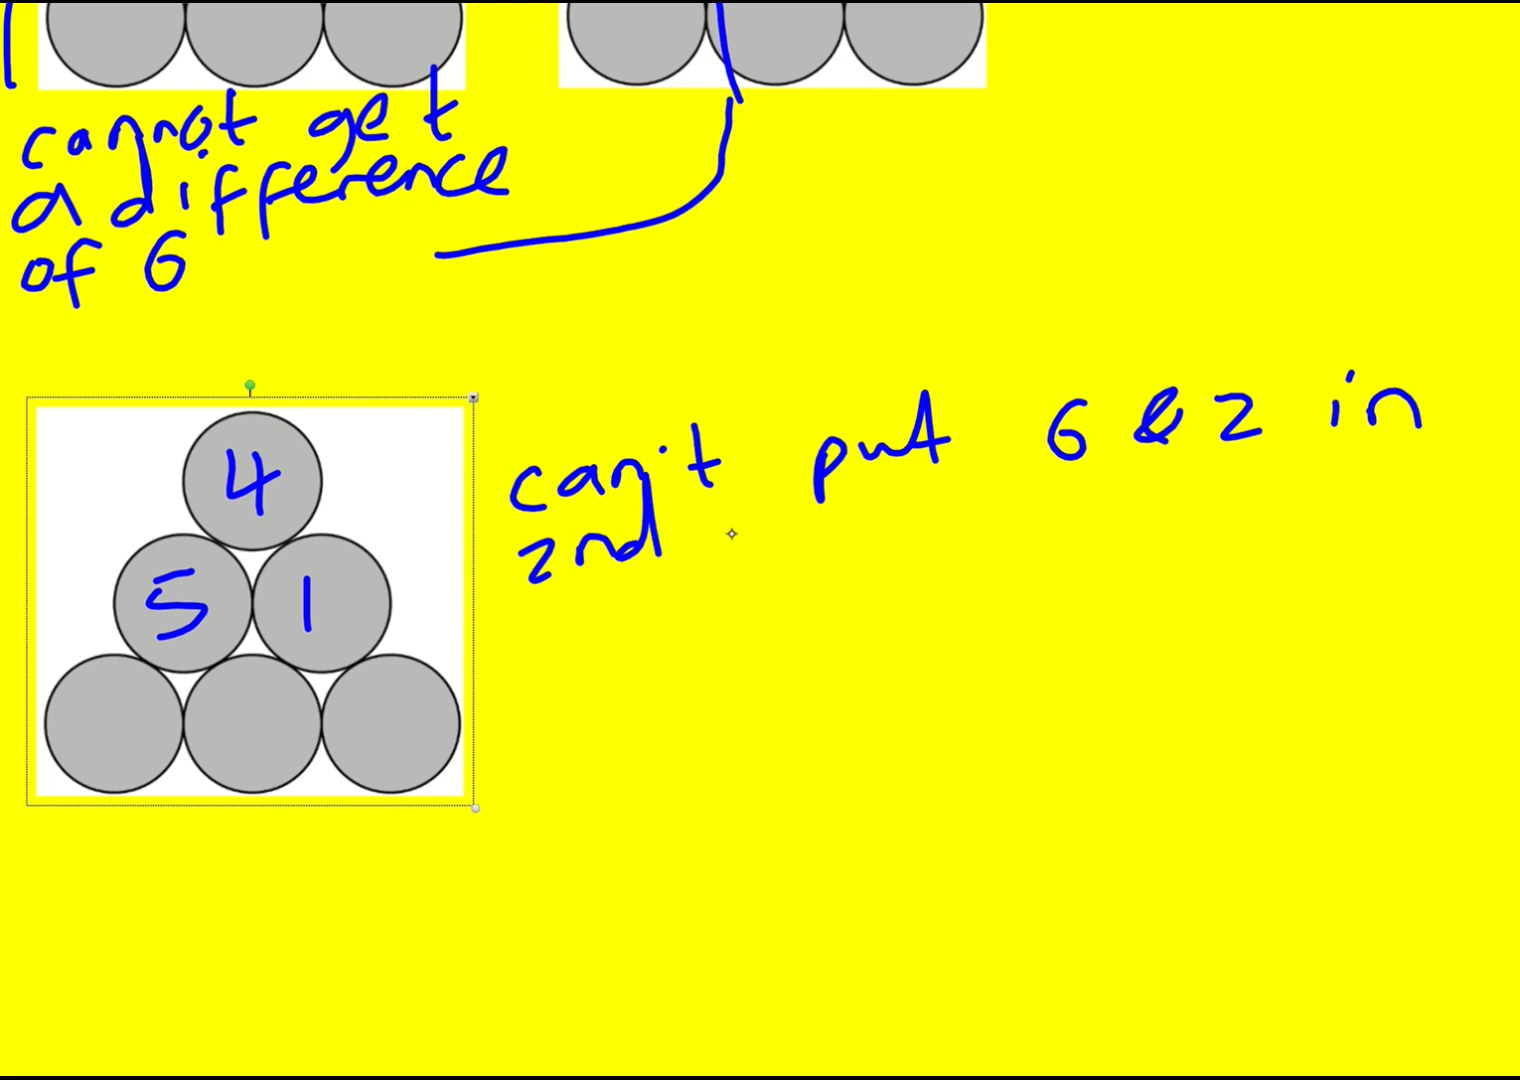 cannot get
a difference
of 6
can't put 6 & 2 in
2nd
4
5 1